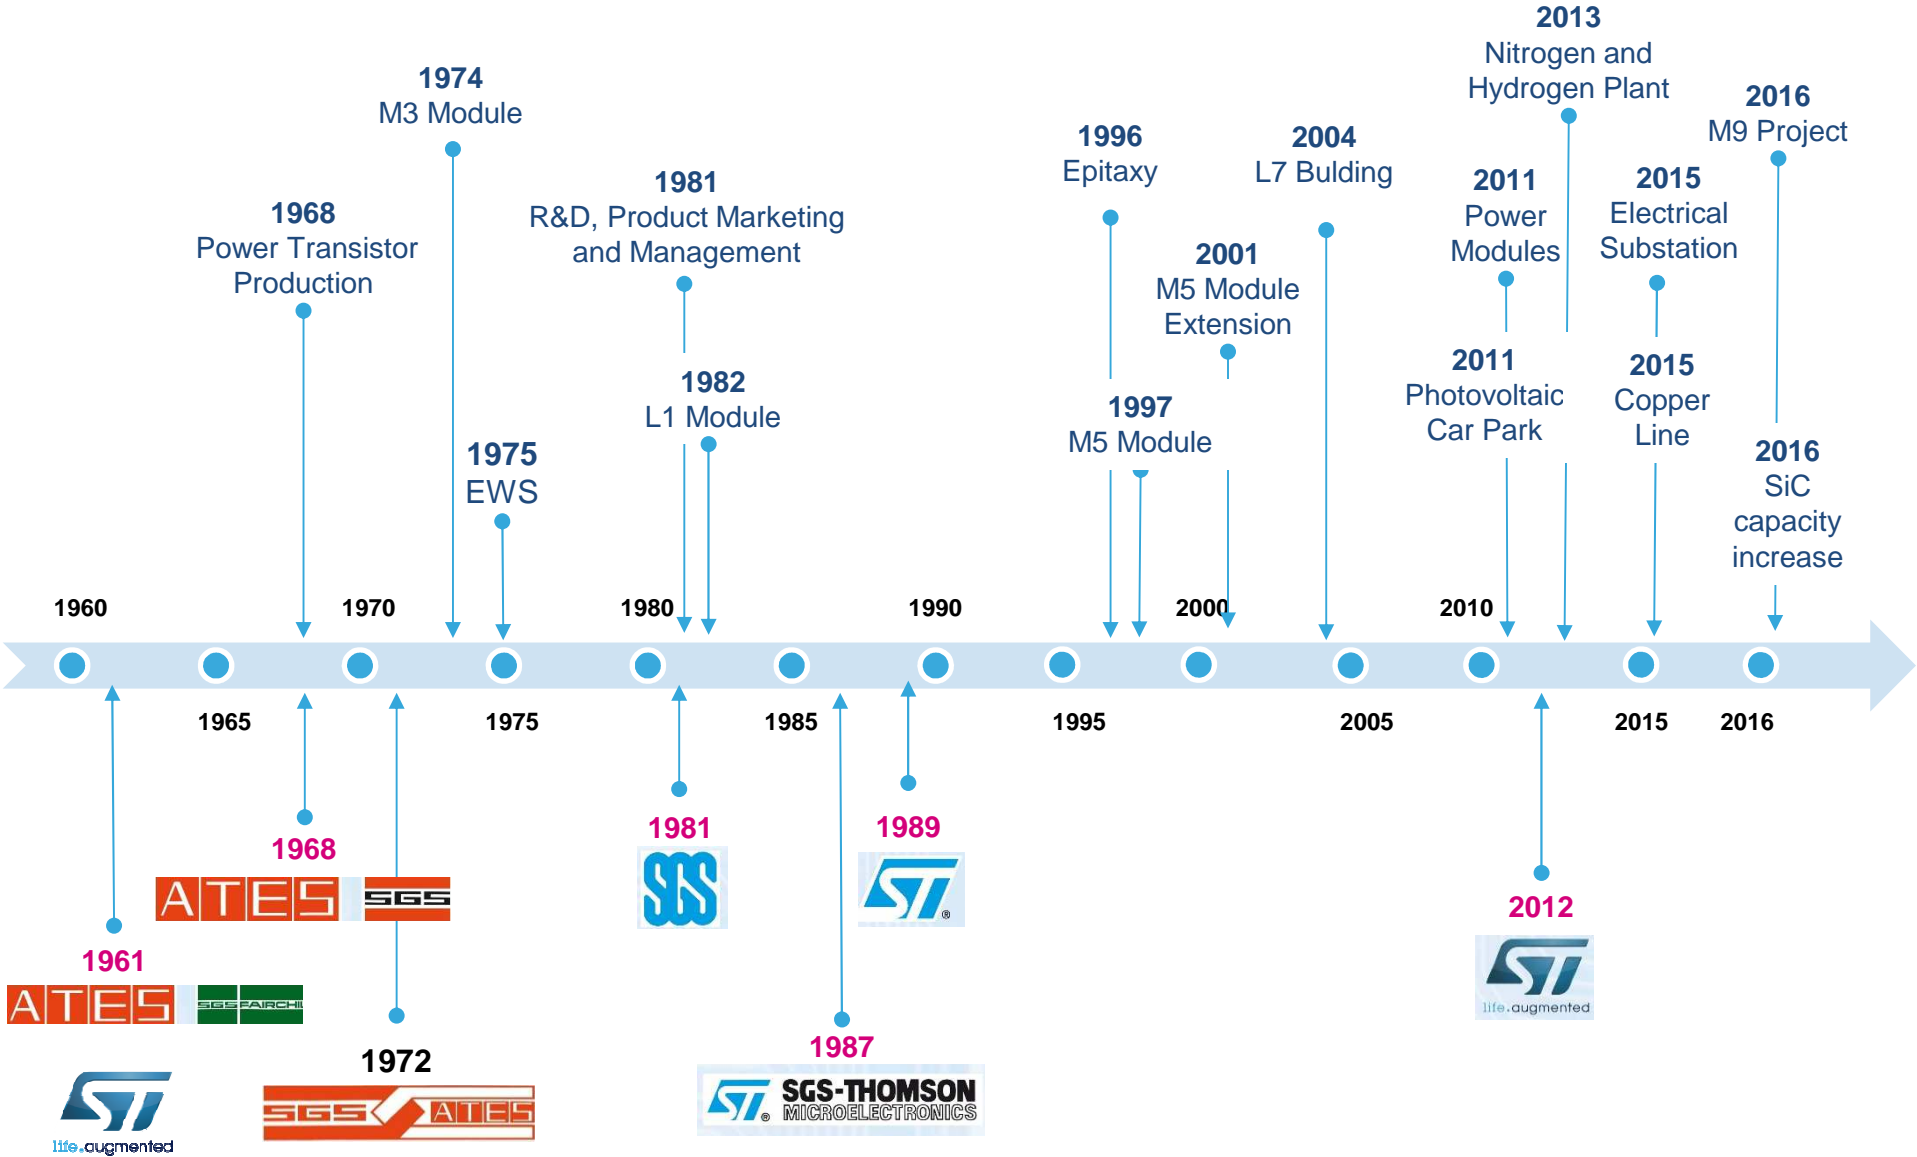 2013
Nitrogen and
Hydrogen Plant
1974
M3 Module
2016
M9 Project
1996
Epitaxy
2004
L7 Bulding
1981
R&D, Product Marketing
and Management
2011
Power
Modules
2015
Electrical
Substation
1968
Power Transistor
Production
2001
M5 Module
Extension
1982
L1 Module
2011
Photovoltaic
Car Park
2015
Copper
Line
1997
M5 Module
1975
EWS
2016
SiC
capacity
increase
1960
1970
1980
1990
2000
2010
1965
1975
1985
1995
2005
2015
2016
1981
SGS
1989
ST®
1968
ATES SGS
2012
ST
life.augmented
1961
ATES SGS FAIRCHIL
1972
SGS ATES
1987
ST® SGS-THOMSON
MICROELECTRONICS
ST
life.augmented